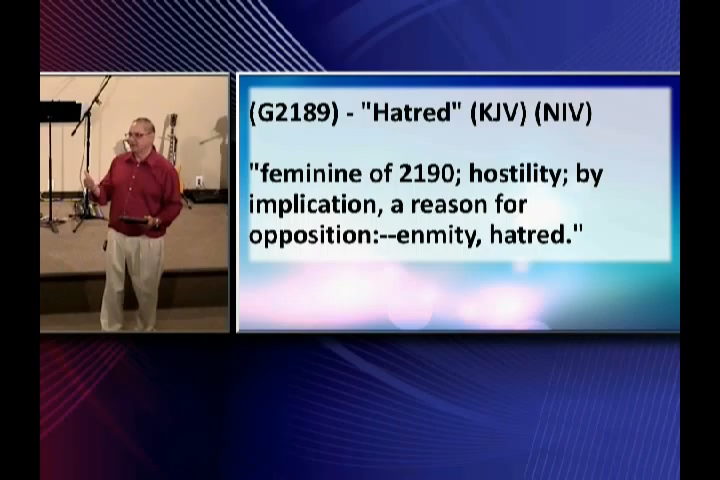 (G2189) - "Hatred" (KJV) (NIV)
"feminine of 2190; hostility; by
implication, a reason for
opposition:--enmity, hatred."